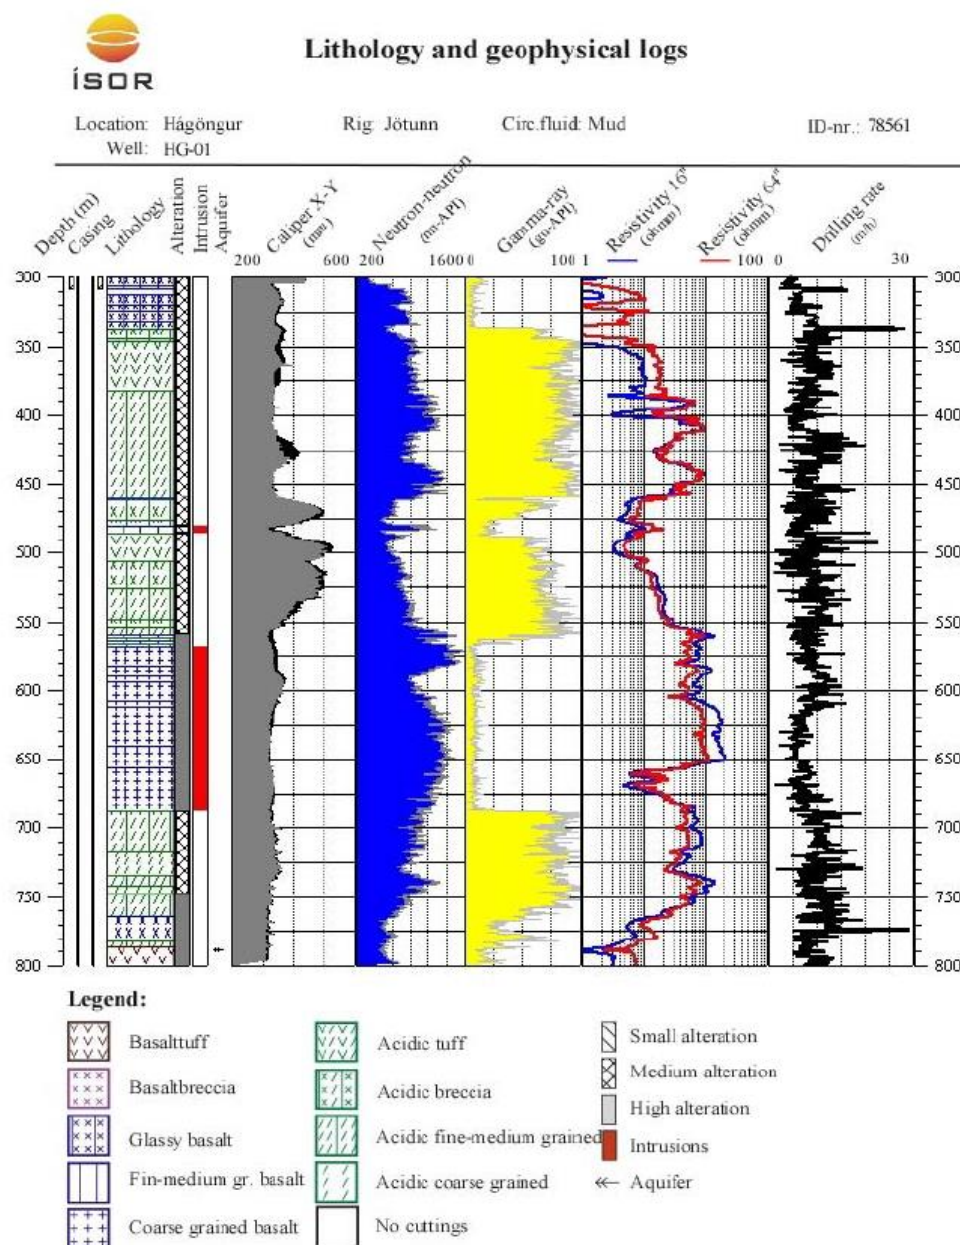 ÍSOR
Lithology and geophysical logs
Location: Hágöngur Rig: Jötunn Circ.fluid: Mud ID-nr.: 78561
Well: HG-01
Depth (m)
Casing
Lithology
Alteration
Intrusion
Aquifer
Caliper X-Y
(mm)
Neutron-neutron
(nn-API)
Gamma-ray
(gn-API)
Resistivity 16"
(ohmm)
Resistivity 64"
(ohmm)
Drilling rate
(m/h)
200 600 200 1600 0 100 1 100 0 30
300 300
350 350
400 400
450 450
500 500
550 550
600 600
650 650
700 700
750 750
800 800
Legend:
Basalttuff Acidic tuff Small alteration
Medium alteration
Basaltbreccia Acidic breccia High alteration
Glassy basalt Acidic fine-medium grained Intrusions
Fin-medium gr. basalt Acidic coarse grained Aquifer
Coarse grained basalt No cuttings